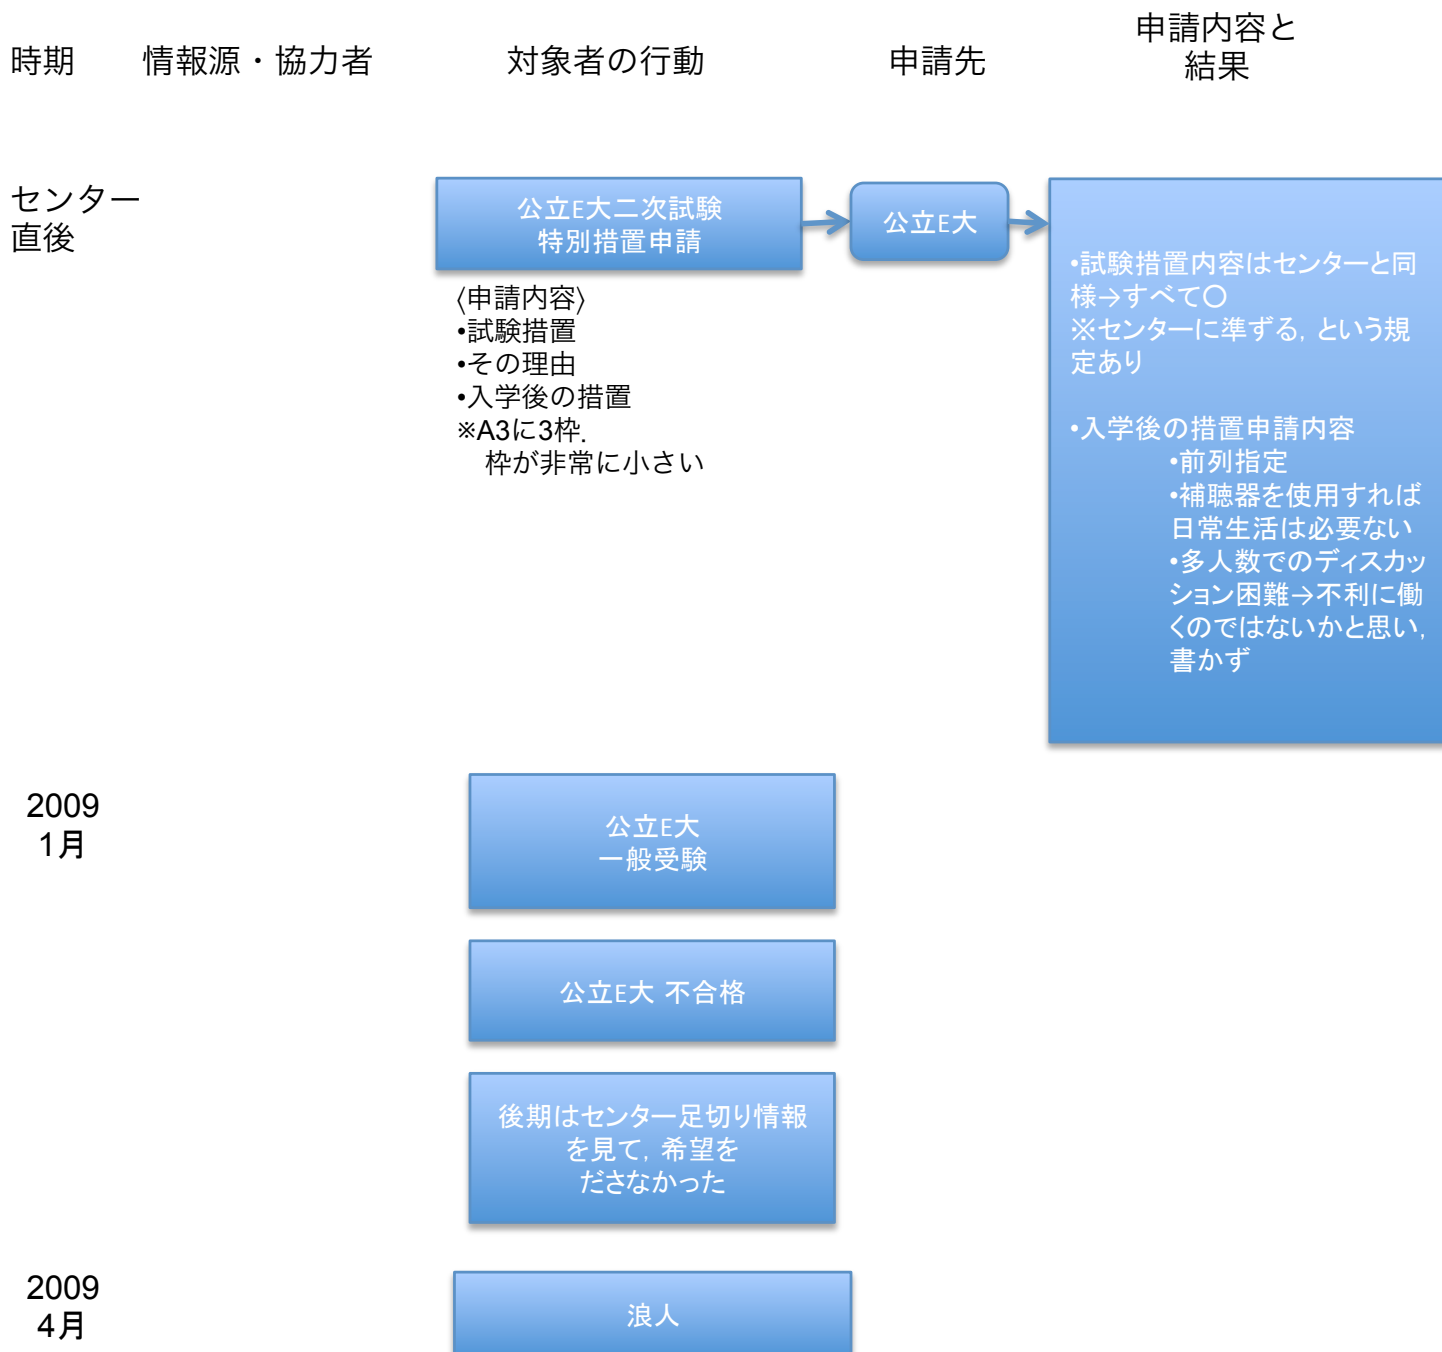 時期
情報源・協力者
対象者の行動
申請先
申請内容と
結果
センター
直後
公立E大二次試験
特別措置申請
公立E大
〈申請内容〉
•試験措置
•その理由
•入学後の措置
※A3に3枠.
枠が非常に小さい
•試験措置内容はセンターと同
様→すべて〇
※センターに準ずる, という規
定あり
•入学後の措置申請内容
•前列指定
•補聴器を使用すれば
日常生活は必要ない
•多人数でのディスカッ
ション困難→不利に働
くのではないかと思い,
書かず
2009
1月
公立E大
一般受験
公立E大 不合格
後期はセンター足切り情報
を見て, 希望を
ださなかった
2009
4月
浪人